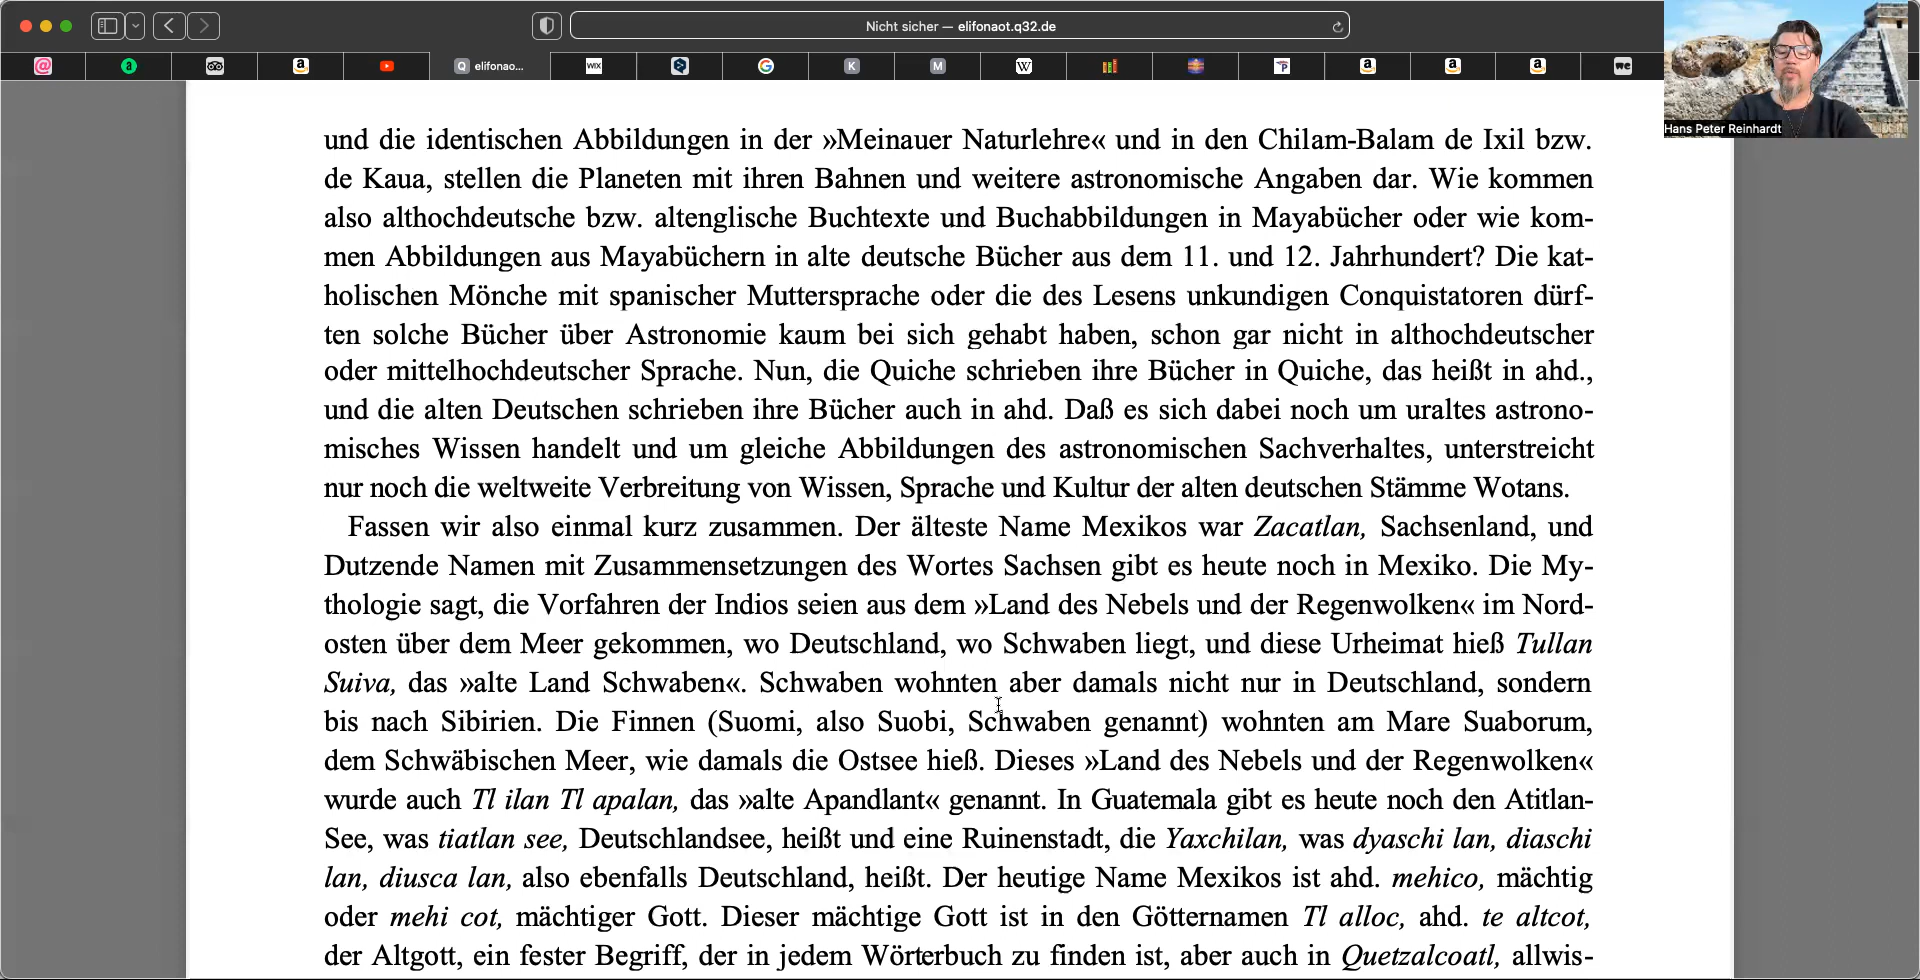 Nicht sicher — elifonaot.q32.de
elifonao...
WIX
K
M
W
P
we
Hans Peter Reinhardt
und die identischen Abbildungen in der »Meinauer Naturlehre« und in den Chilam-Balam de Ixil bzw.
de Kaua, stellen die Planeten mit ihren Bahnen und weitere astronomische Angaben dar. Wie kommen
also althochdeutsche bzw. altenglische Buchtexte und Buchabbildungen in Mayabücher oder wie kom-
men Abbildungen aus Mayabüchern in alte deutsche Bücher aus dem 11. und 12. Jahrhundert? Die kat-
holischen Mönche mit spanischer Muttersprache oder die des Lesens unkundigen Conquistatoren dürf-
ten solche Bücher über Astronomie kaum bei sich gehabt haben, schon gar nicht in althochdeutscher
oder mittelhochdeutscher Sprache. Nun, die Quiche schrieben ihre Bücher in Quiche, das heißt in ahd.,
und die alten Deutschen schrieben ihre Bücher auch in ahd. Daß es sich dabei noch um uraltes astrono-
misches Wissen handelt und um gleiche Abbildungen des astronomischen Sachverhaltes, unterstreicht
nur noch die weltweite Verbreitung von Wissen, Sprache und Kultur der alten deutschen Stämme Wotans.
Fassen wir also einmal kurz zusammen. Der älteste Name Mexikos war Zacatlan, Sachsenland, und
Dutzende Namen mit Zusammensetzungen des Wortes Sachsen gibt es heute noch in Mexiko. Die My-
thologie sagt, die Vorfahren der Indios seien aus dem »Land des Nebels und der Regenwolken« im Nord-
osten über dem Meer gekommen, wo Deutschland, wo Schwaben liegt, und diese Urheimat hieß Tullan
Suiva, das »alte Land Schwaben«. Schwaben wohnten aber damals nicht nur in Deutschland, sondern
bis nach Sibirien. Die Finnen (Suomi, also Suobi, Schwaben genannt) wohnten am Mare Suaborum,
dem Schwäbischen Meer, wie damals die Ostsee hieß. Dieses »Land des Nebels und der Regenwolken«
wurde auch Tl ilan Tl apalan, das »alte Apandlant« genannt. In Guatemala gibt es heute noch den Atitlan-
See, was tiatlan see, Deutschlandsee, heißt und eine Ruinenstadt, die Yaxchilan, was dyaschi lan, diaschi
lan, diusca lan, also ebenfalls Deutschland, heißt. Der heutige Name Mexikos ist ahd. mehico, mächtig
oder mehi cot, mächtiger Gott. Dieser mächtige Gott ist in den Götternamen Tl alloc, ahd. te altcot,
der Altgott, ein fester Begriff, der in jedem Wörterbuch zu finden ist, aber auch in Quetzalcoatl, allwis-